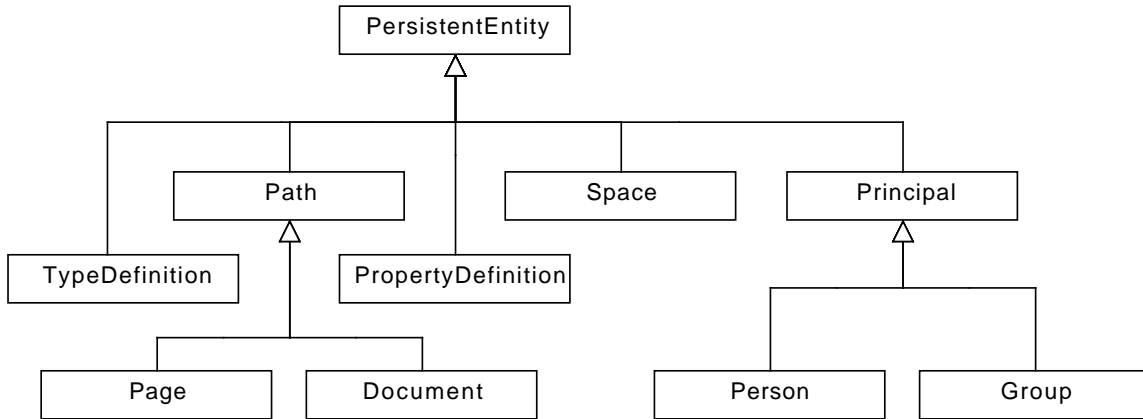 PersistentEntity
Path
Space
Principal
TypeDefinition
PropertyDefinition
Page
Document
Person
Group